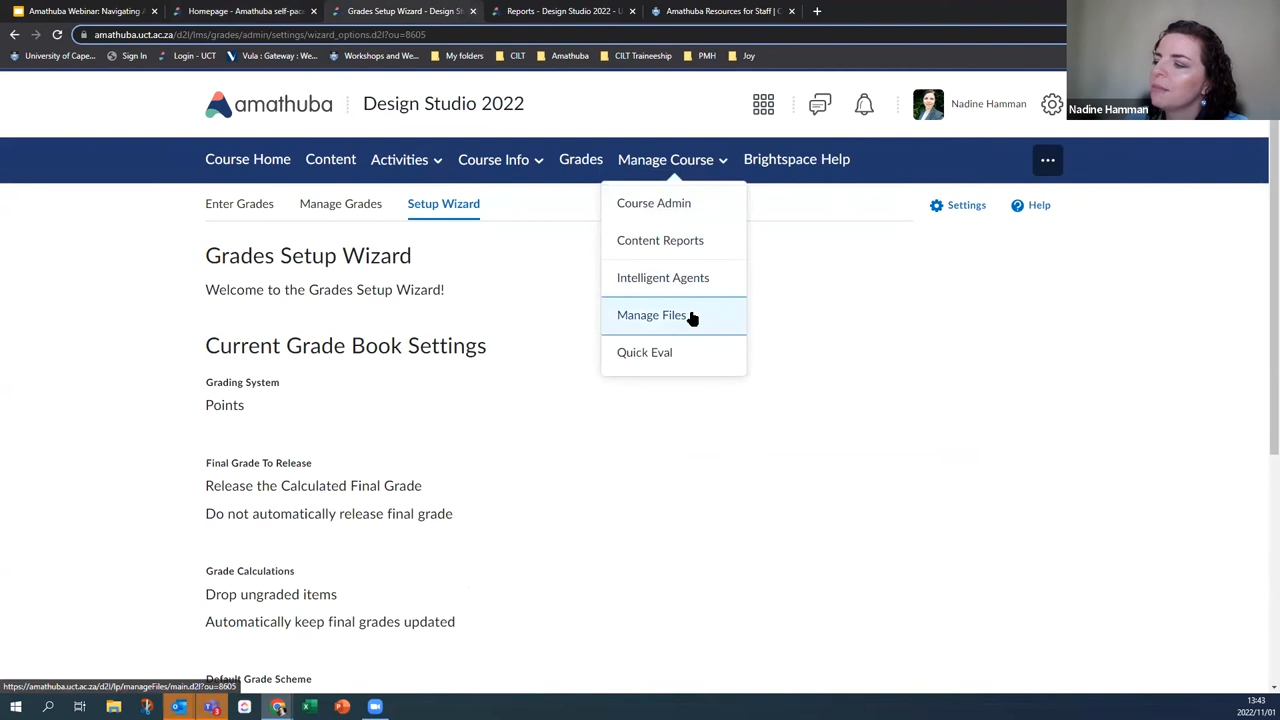 Amathuba Webinar: Navigating
Homepage - Amathuba self-pac
Grades Setup Wizard - Design St
Reports - Design Studio 2022 - U
Amathuba Resources for Staff | C
amathuba.uct.ac.za/d2l/lms/grades/admin/settings/wizard_options.d2l?ou=8605
University of Cape...
Sign In
Login - UCT
Vula : Gateway : We...
Workshops and We...
My folders
CILT
Amathuba
CILT Traineeship
PMH
Joy
Nadine Hamman
amathuba
Design Studio 2022
Nadine Hamman
Course Home
Content
Activities
Course Info
Grades
Manage Course
Brightspace Help
Enter Grades
Manage Grades
Setup Wizard
Settings
Help
Course Admin
Content Reports
Intelligent Agents
Manage Files
Quick Eval
Grades Setup Wizard
Welcome to the Grades Setup Wizard!
Current Grade Book Settings
Grading System
Points
Final Grade To Release
Release the Calculated Final Grade
Do not automatically release final grade
Grade Calculations
Drop ungraded items
Automatically keep final grades updated
Default Grade Scheme
https://amathuba.uct.ac.za/d2l/lp/manageFiles/main.d2l?ou=8605
13:43
2022/11/01